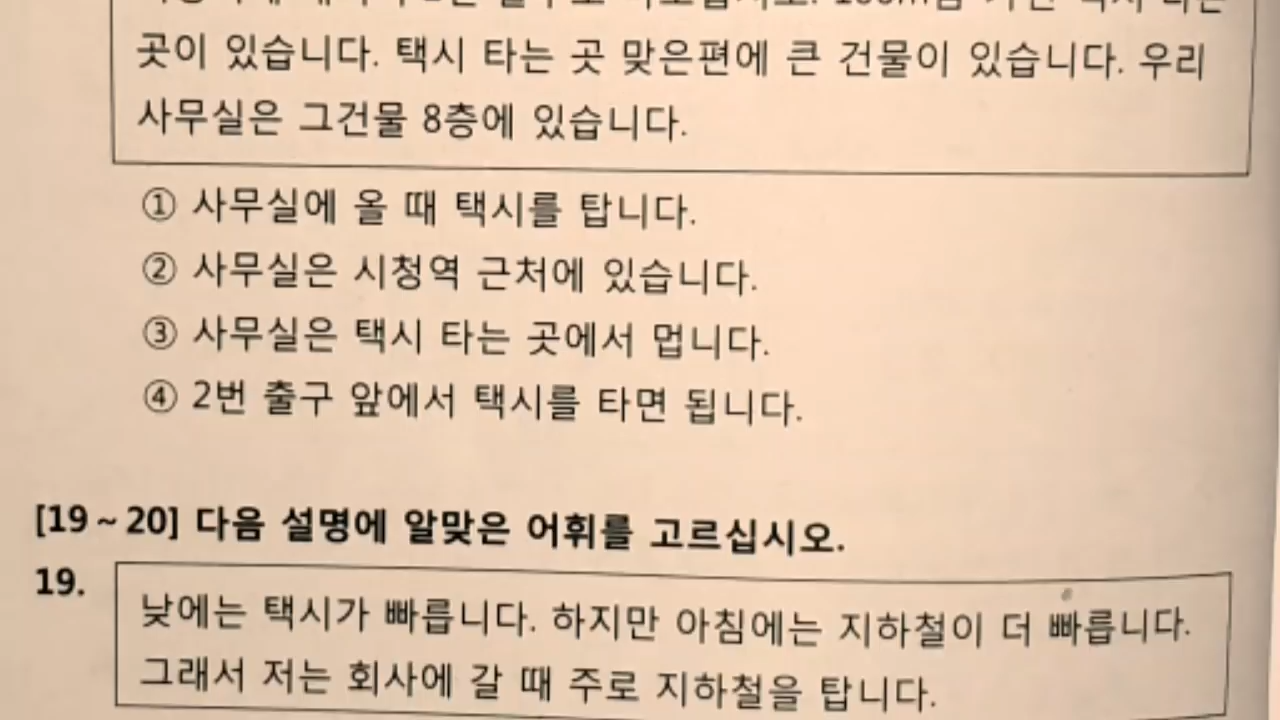 곳이 있습니다. 택시 타는 곳 맞은편에 큰 건물이 있습니다. 우리
사무실은 그건물 8층에 있습니다.
① 사무실에 올 때 택시를 탑니다.
② 사무실은 시청역 근처에 있습니다.
③ 사무실은 택시 타는 곳에서 멉니다.
④ 2번 출구 앞에서 택시를 타면 됩니다.
[19 ~ 20] 다음 설명에 알맞은 어휘를 고르십시오.
19.
낮에는 택시가 빠릅니다. 하지만 아침에는 지하철이 더 빠릅니다.
그래서 저는 회사에 갈 때 주로 지하철을 탑니다.